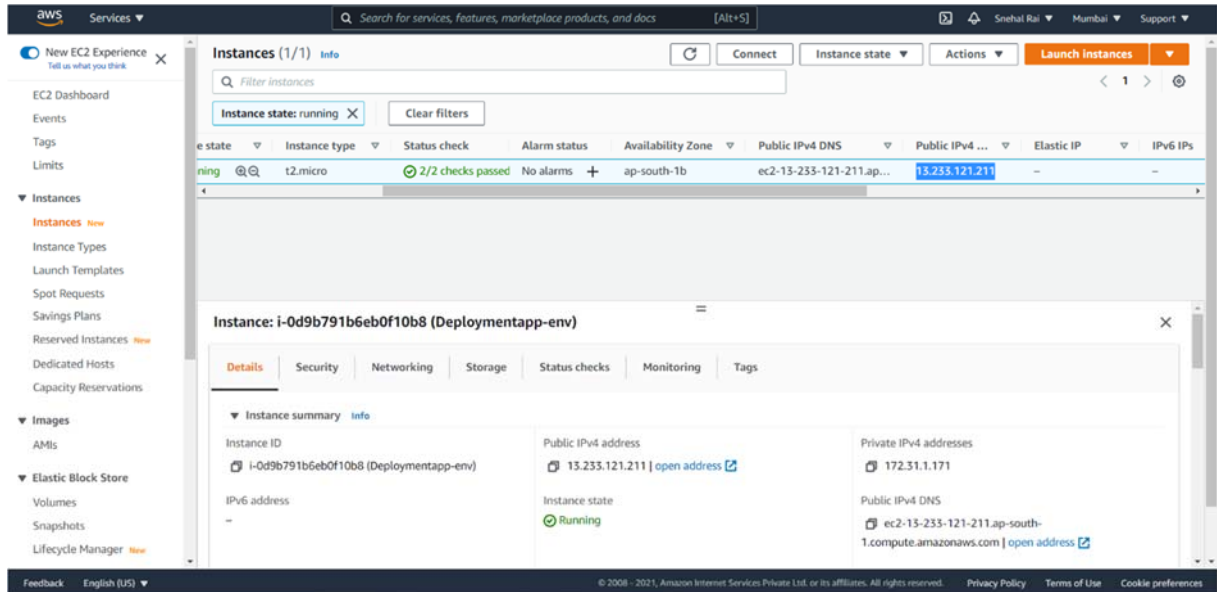 aws Services ▼ Search for services, features, marketplace products, and docs [Alt+S] Snehal Rai ▼ Mumbai ▼ Support ▼
New EC2 Experience
Tell us what you think
EC2 Dashboard
Events
Tags
Limits
▼ Instances
Instances New
Instance Types
Launch Templates
Spot Requests
Savings Plans
Reserved Instances New
Dedicated Hosts
Capacity Reservations
▼ Images
AMIs
▼ Elastic Block Store
Volumes
Snapshots
Lifecycle Manager New
Instances (1/1) Info Connect Instance state ▼ Actions ▼ Launch instances ▼
Filter instances < 1 >
Instance state: running X Clear filters
e state Instance type Status check Alarm status Availability Zone Public IPv4 DNS Public IPv4 ... Elastic IP IPv6 IPs
ning t2.micro 2/2 checks passed No alarms + ap-south-1b ec2-13-233-121-211.ap... 13.233.121.211 – –
Instance: i-0d9b791b6eb0f10b8 (Deploymentapp-env)
Details Security Networking Storage Status checks Monitoring Tags
▼ Instance summary Info
Instance ID Public IPv4 address Private IPv4 addresses
i-0d9b791b6eb0f10b8 (Deploymentapp-env) 13.233.121.211 | open address 172.31.1.171
IPv6 address Instance state Public IPv4 DNS
– Running ec2-13-233-121-211.ap-south-
1.compute.amazonaws.com | open address
Feedback English (US) ▼ © 2008 - 2021, Amazon Internet Services Private Ltd. or its affiliates. All rights reserved. Privacy Policy Terms of Use Cookie preferences